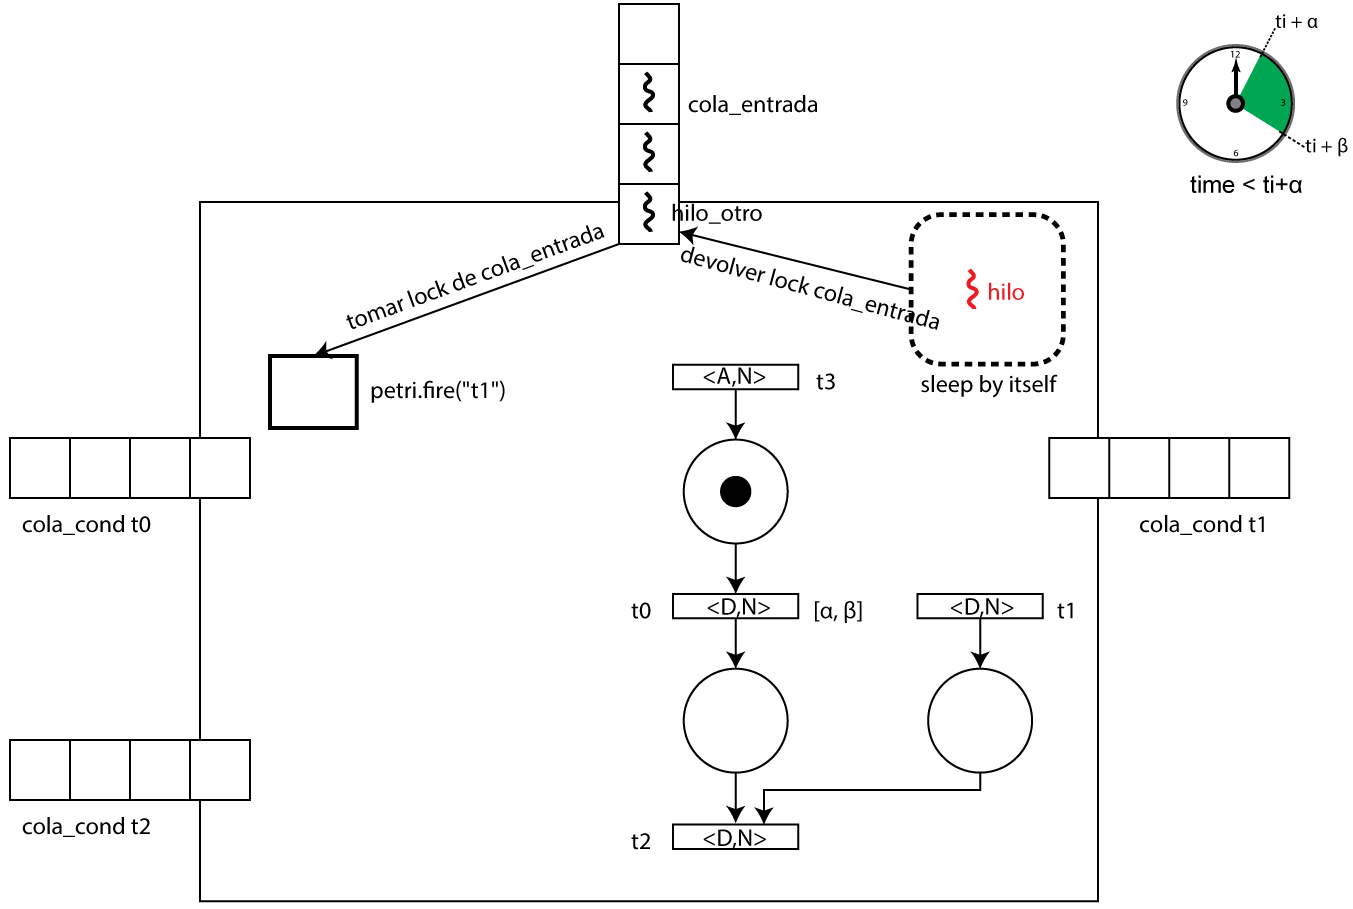 ti + α
12
9
3
6
ti + β
time < ti+α
cola_entrada
hilo_otro
tomar lock de cola_entrada
devolver lock cola_entrada
hilo
sleep by itself
petri.fire("t1")
<A,N>
t3
cola_cond t0
cola_cond t1
t0
<D,N>
[α, β]
<D,N>
t1
cola_cond t2
t2
<D,N>